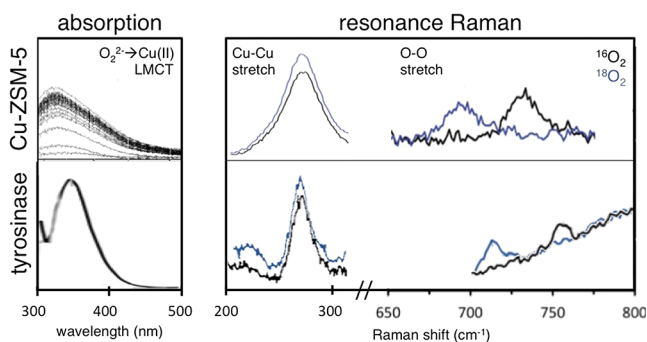 absorption
resonance Raman
Cu-ZSM-5
O₂²⁻→Cu(II)
LMCT
Cu-Cu
stretch
O-O
stretch
¹⁶O₂
¹⁸O₂
tyrosinase
300 400 500
wavelength (nm)
200 300 650 700 750 800
Raman shift (cm⁻¹)